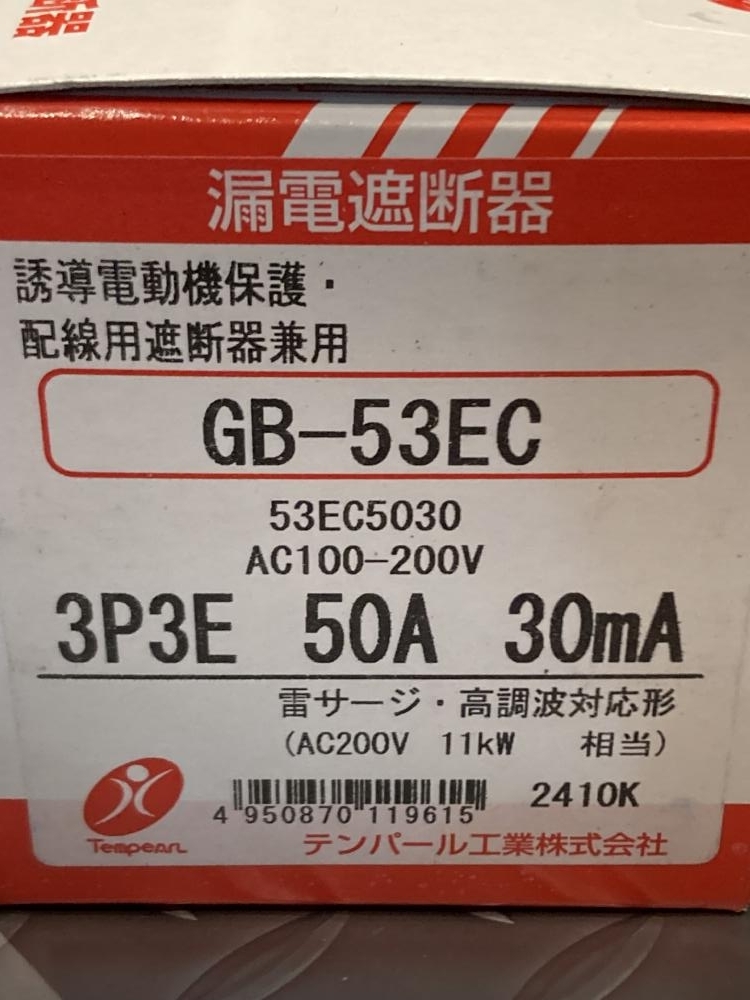 断器
漏電遮断器
誘導電動機保護・
配線用遮断器兼用
GB-53EC
53EC5030
AC100-200V
3P3E 50A 30mA
雷サージ・高調波対応形
(AC200V 11kW 相当)
2410K
4 950870 119615
Tempearl
テンパール工業株式会社